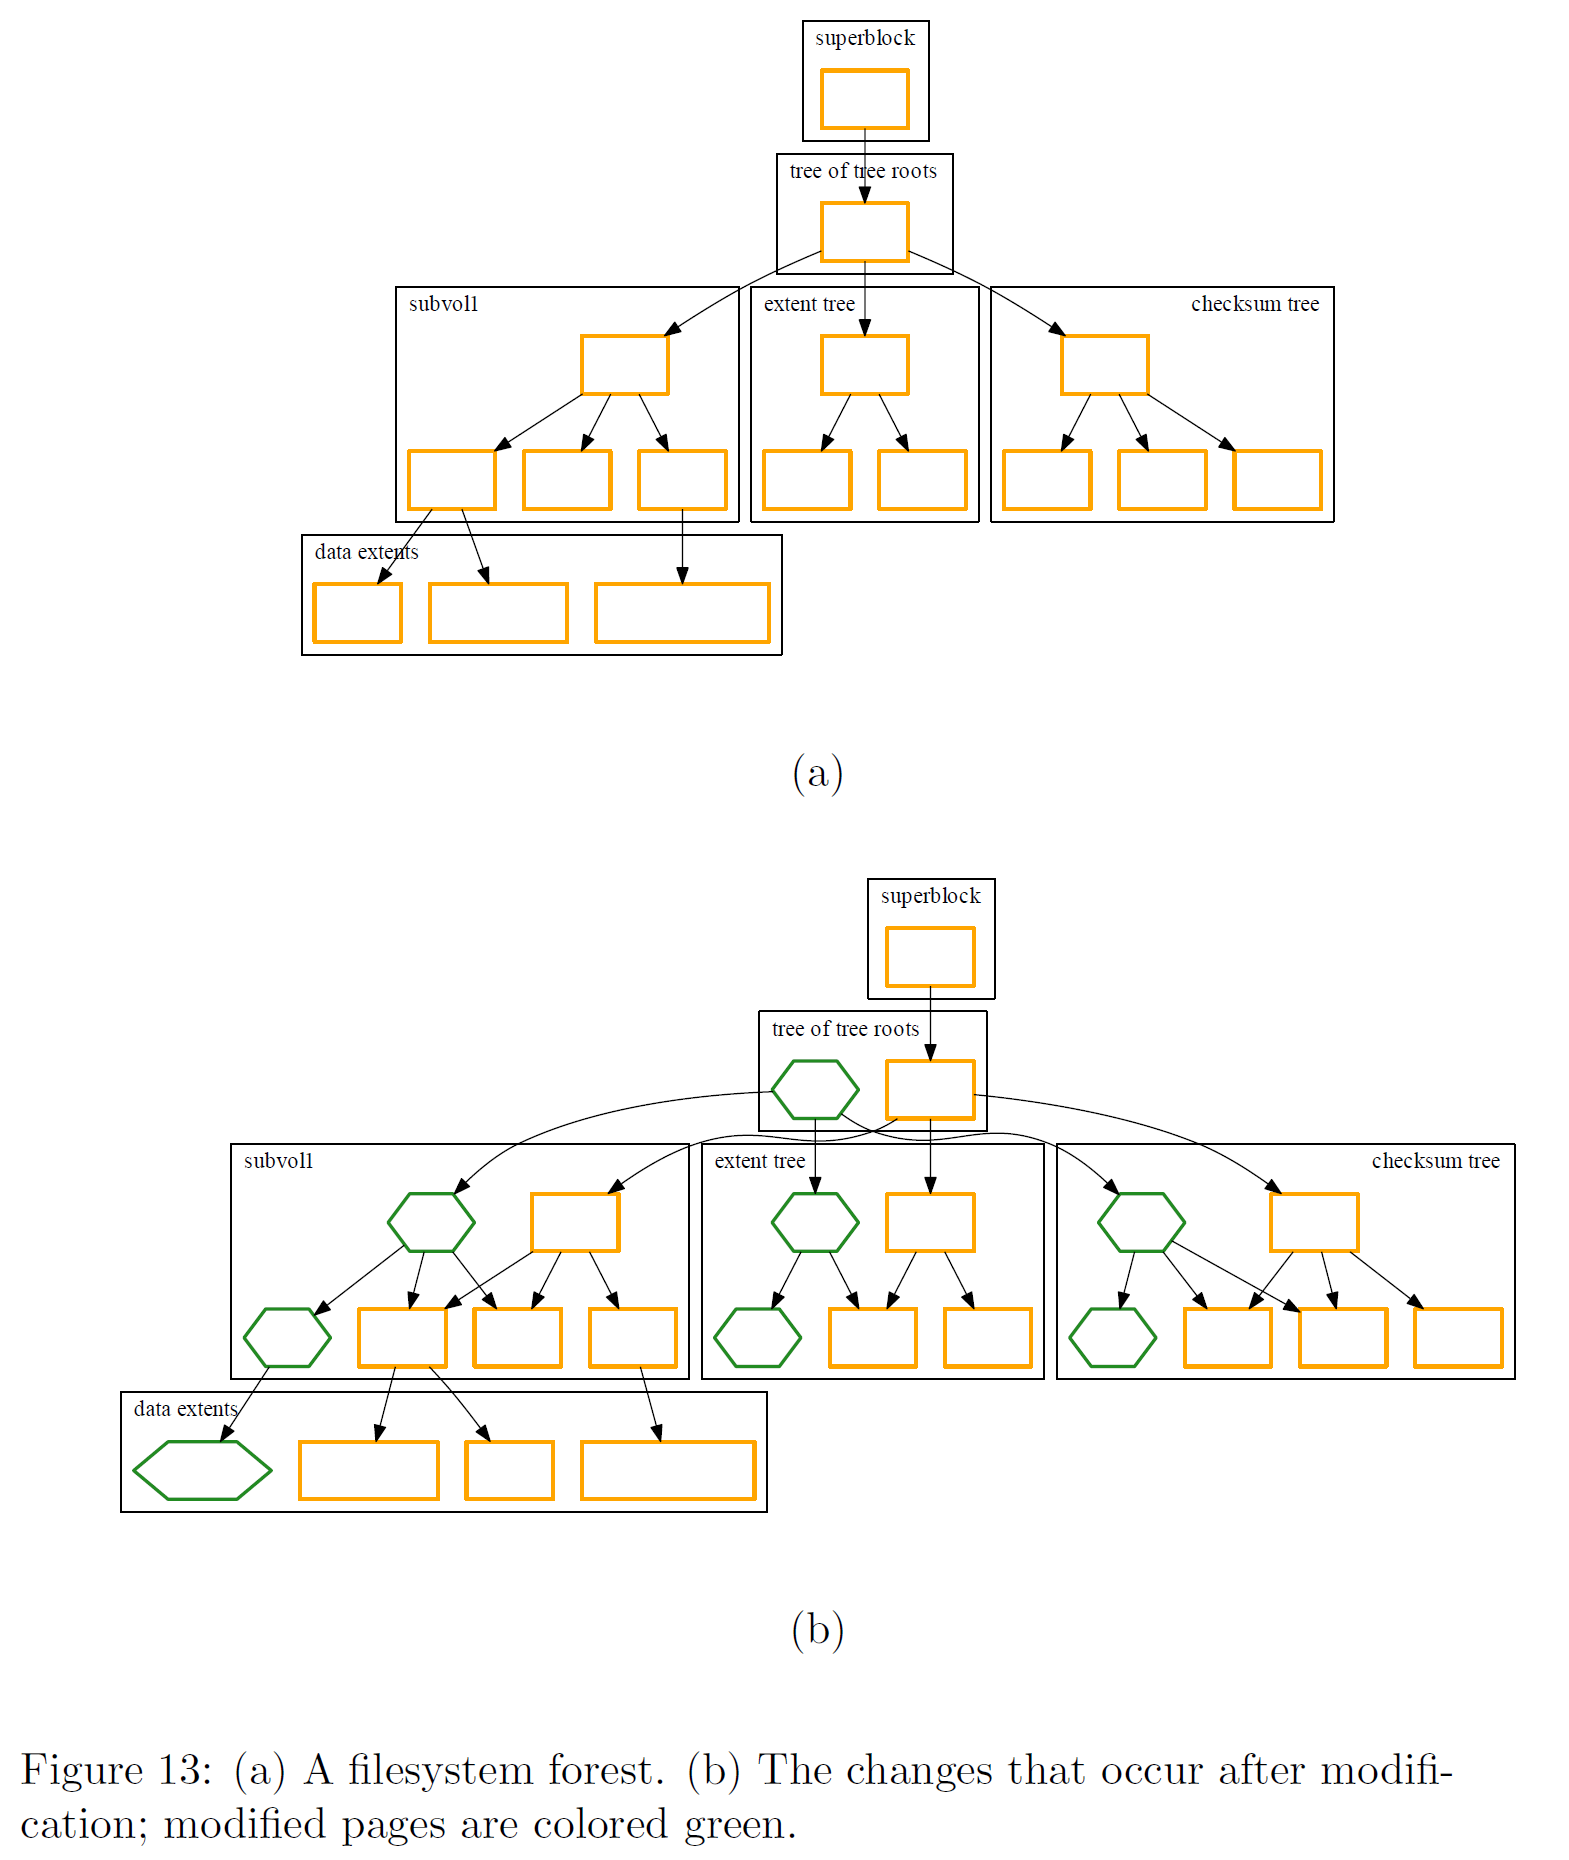 superblock
tree of tree roots
subvol1
extent tree
checksum tree
data extents
(a)
superblock
tree of tree roots
subvol1
extent tree
checksum tree
data extents
(b)
Figure 13: (a) A filesystem forest. (b) The changes that occur after modifi-
cation; modified pages are colored green.